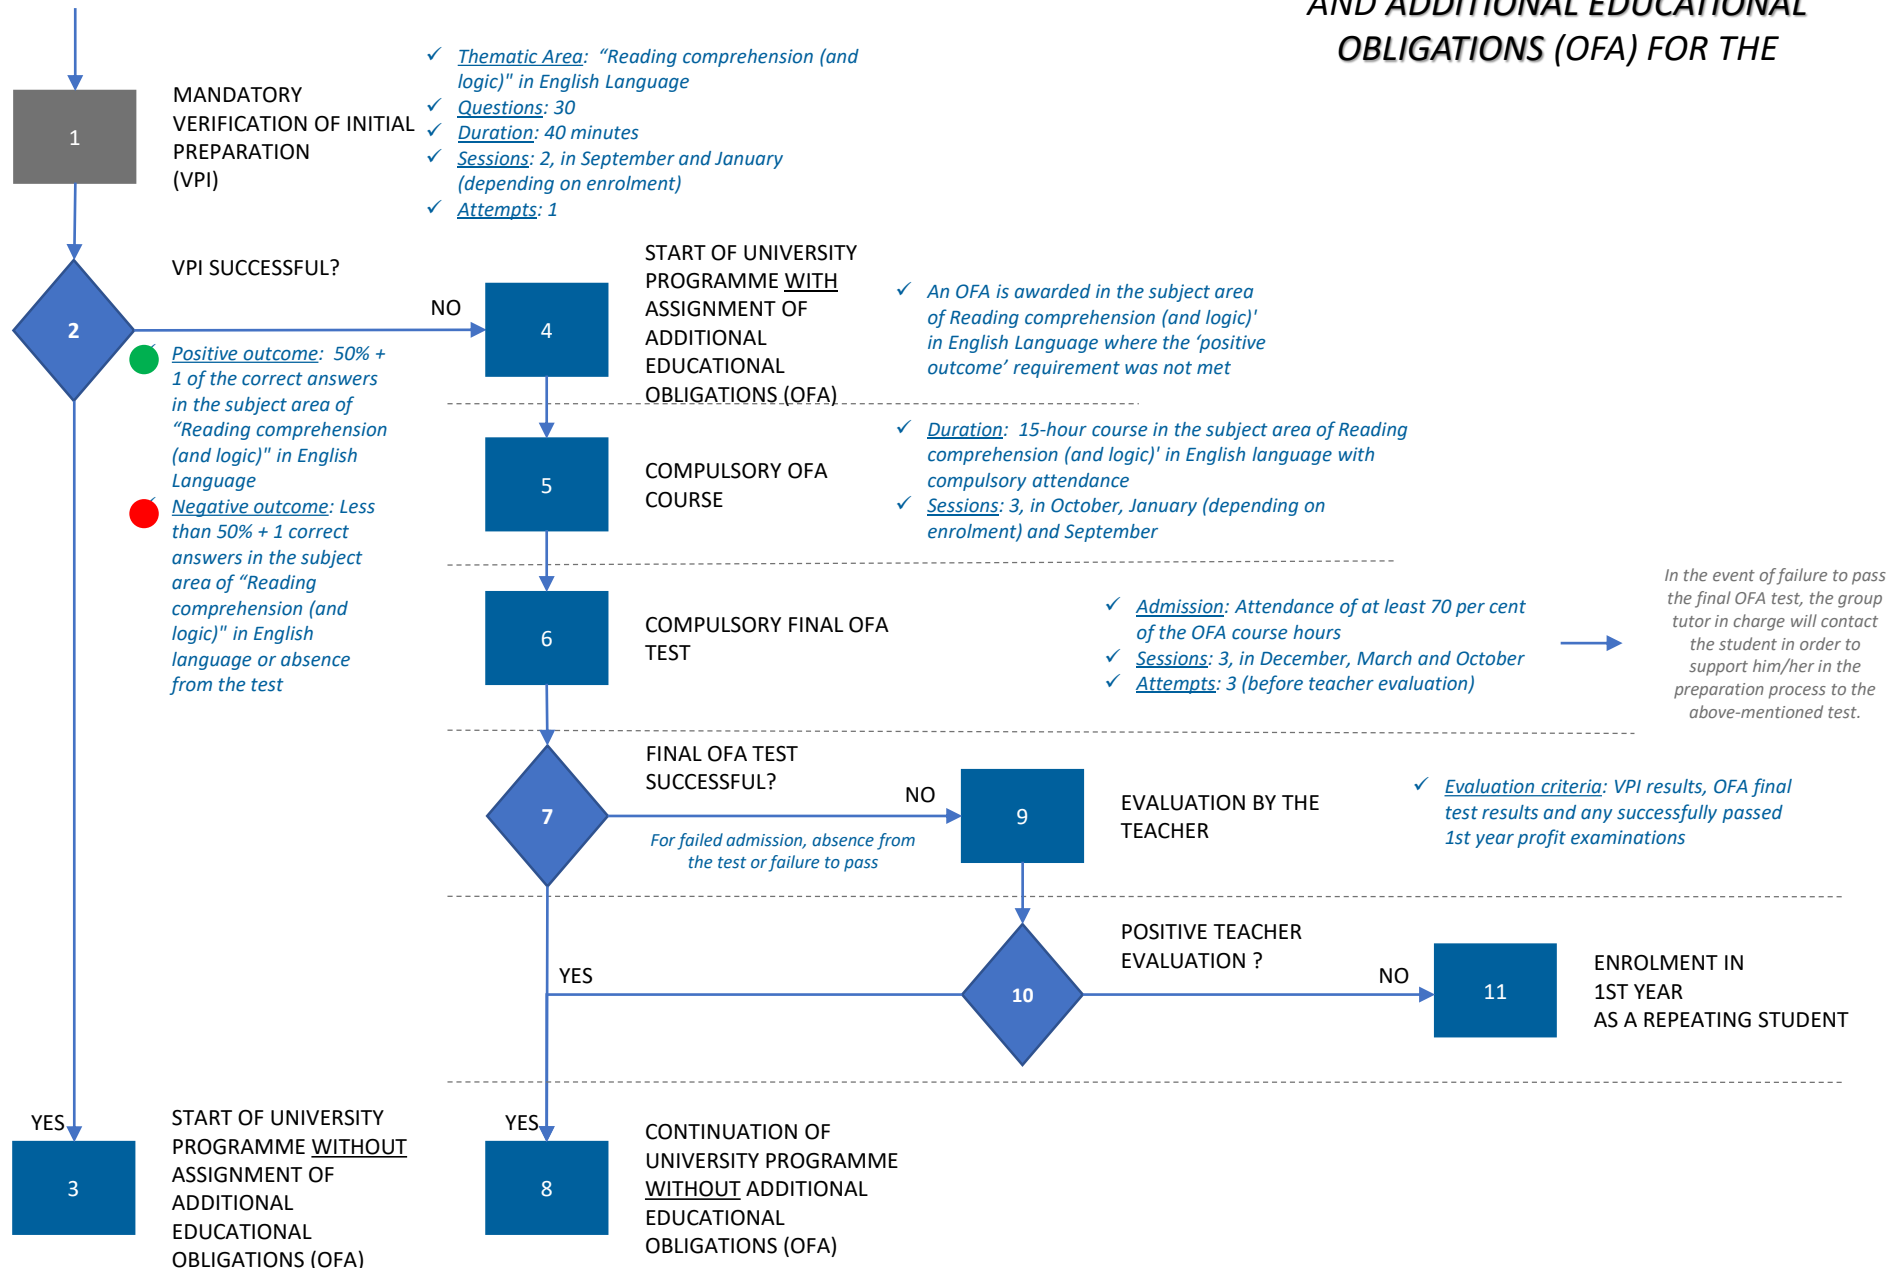 AND ADDITIONAL EDUCATIONAL
OBLIGATIONS (OFA) FOR THE
1
MANDATORY
VERIFICATION OF INITIAL
PREPARATION
(VPI)
✓ Thematic Area: “Reading comprehension (and
logic)" in English Language
✓ Questions: 30
✓ Duration: 40 minutes
✓ Sessions: 2, in September and January
(depending on enrolment)
✓ Attempts: 1
2
VPI SUCCESSFUL?
NO
Positive outcome: 50% +
1 of the correct answers
in the subject area of
“Reading comprehension
(and logic)" in English
Language
Negative outcome: Less
than 50% + 1 correct
answers in the subject
area of “Reading
comprehension (and
logic)" in English
language or absence
from the test
4
START OF UNIVERSITY
PROGRAMME WITH
ASSIGNMENT OF
ADDITIONAL
EDUCATIONAL
OBLIGATIONS (OFA)
✓ An OFA is awarded in the subject area
of Reading comprehension (and logic)'
in English Language where the ‘positive
outcome’ requirement was not met
5
COMPULSORY OFA
COURSE
✓ Duration: 15-hour course in the subject area of Reading
comprehension (and logic)' in English language with
compulsory attendance
✓ Sessions: 3, in October, January (depending on
enrolment) and September
6
COMPULSORY FINAL OFA
TEST
✓ Admission: Attendance of at least 70 per cent
of the OFA course hours
✓ Sessions: 3, in December, March and October
✓ Attempts: 3 (before teacher evaluation)
In the event of failure to pass
the final OFA test, the group
tutor in charge will contact
the student in order to
support him/her in the
preparation process to the
above-mentioned test.
7
FINAL OFA TEST
SUCCESSFUL?
NO
For failed admission, absence from
the test or failure to pass
9
EVALUATION BY THE
TEACHER
✓ Evaluation criteria: VPI results, OFA final
test results and any successfully passed
1st year profit examinations
10
POSITIVE TEACHER
EVALUATION ?
YES
NO
11
ENROLMENT IN
1ST YEAR
AS A REPEATING STUDENT
YES
3
START OF UNIVERSITY
PROGRAMME WITHOUT
ASSIGNMENT OF
ADDITIONAL
EDUCATIONAL
OBLIGATIONS (OFA)
YES
8
CONTINUATION OF
UNIVERSITY PROGRAMME
WITHOUT ADDITIONAL
EDUCATIONAL
OBLIGATIONS (OFA)